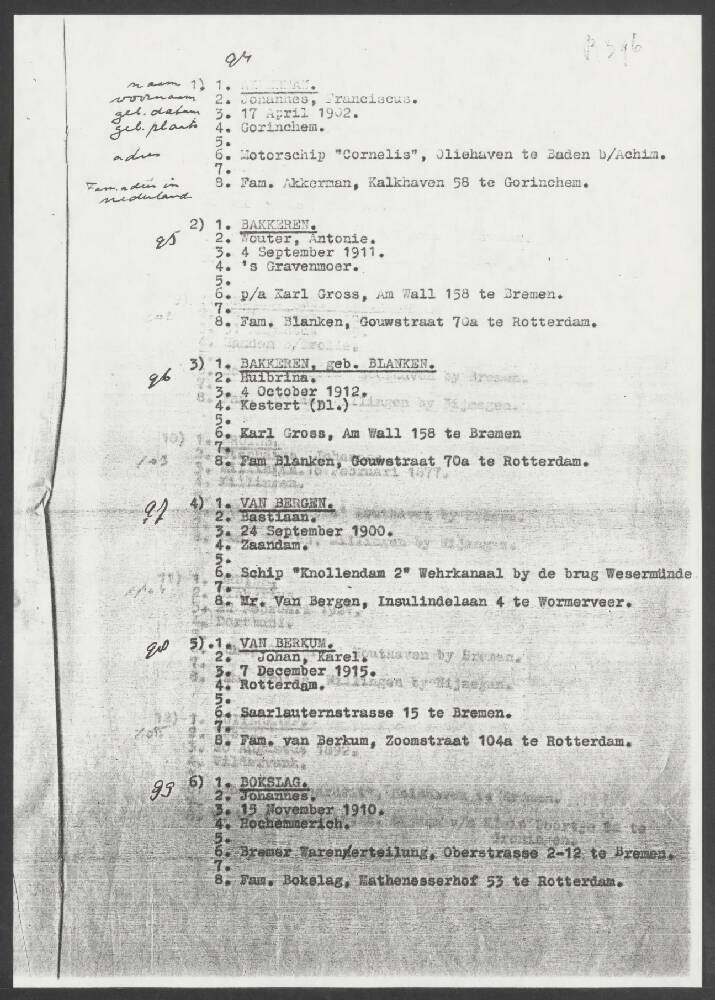 94
naam 1) 1. AKKERMAN.
voornaam 2. Johannes, Franciscus.
geb. datum 3. 17 April 1902.
geb. plaats 4. Gorinchem.
5.
adres 6. Motorschip "Cornelis", Oliehaven te Baden b/Achim.
7.
Fam. adres in nederland 8. Fam. Akkerman, Kalkhaven 58 te Gorinchem.
95 2) 1. BAKKEREN.
2. Wouter, Antonie.
3. 4 September 1911.
4. 's Gravenmoer.
5.
6. p/a Karl Gross, Am Wall 158 te Bremen.
7.
8. Fam. Blanken, Gouwstraat 70a te Rotterdam.
96 3) 1. BAKKEREN, geb. BLANKEN.
2. Huibrina.
3. 4 October 1912.
4. Kestert (Dl.)
5.
6. Karl Gross, Am Wall 158 te Bremen
7.
8. Fam Blanken, Gouwstraat 70a te Rotterdam.
97 4) 1. VAN BERGEN.
2. Bastiaan.
3. 24 September 1900.
4. Zaandam.
5.
6. Schip "Knollendam 2" Wehrkanaal by de brug Wesermünde
7.
8. Mr. Van Bergen, Insulindelaan 4 te Wormerveer.
98 5).1. VAN BERKUM.
2. Johan, Karel.
3. 7 December 1915.
4. Rotterdam.
5.
6. Saarlauternstrasse 15 te Bremen.
7.
8. Fam. van Berkum, Zoomstraat 104a te Rotterdam.
99 6) 1. BOKSLAG.
2. Johannes.
3. 15 November 1910.
4. Hochemmerich.
5.
6. Bremer Warenverteilung, Oberstrasse 2-12 te Bremen.
7.
8. Fam. Bokslag, Mathenesserhof 53 te Rotterdam.